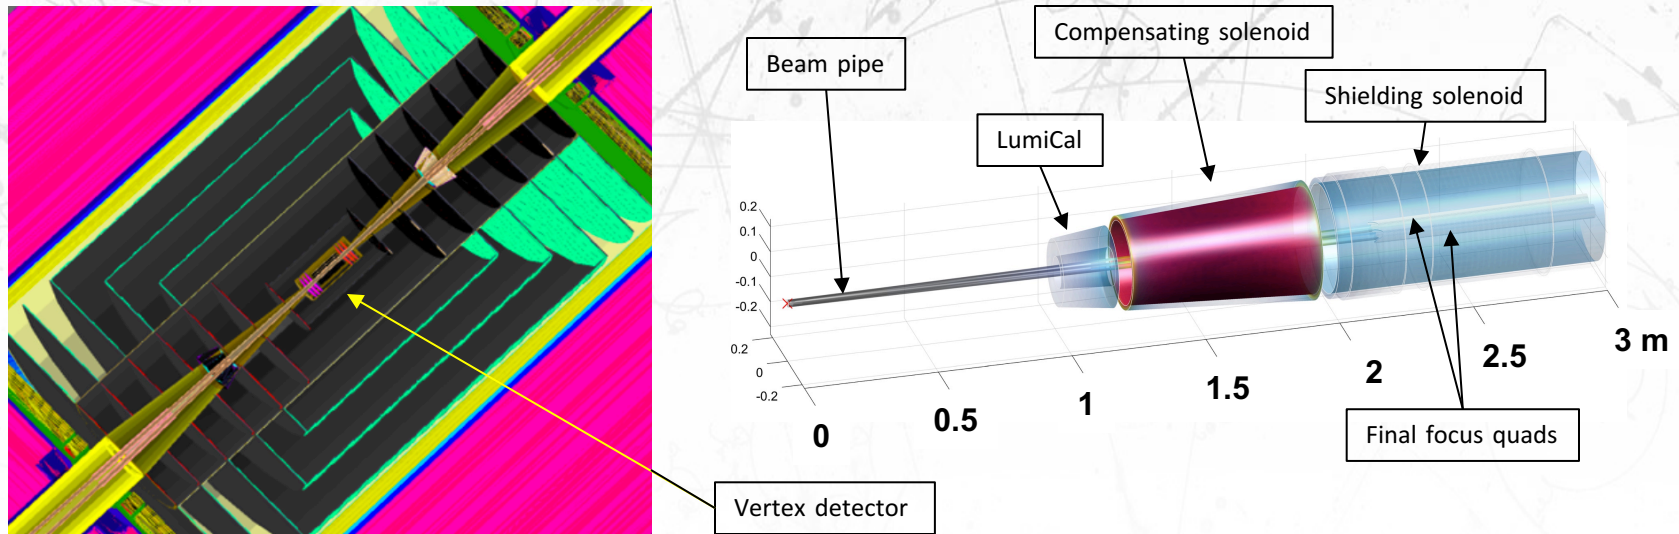 Compensating solenoid
Beam pipe
Shielding solenoid
LumiCal
0.2
0.1
0
-0.1
-0.2
0.2
0
-0.2
0
0.5
1
1.5
2
2.5
3 m
Final focus quads
Vertex detector